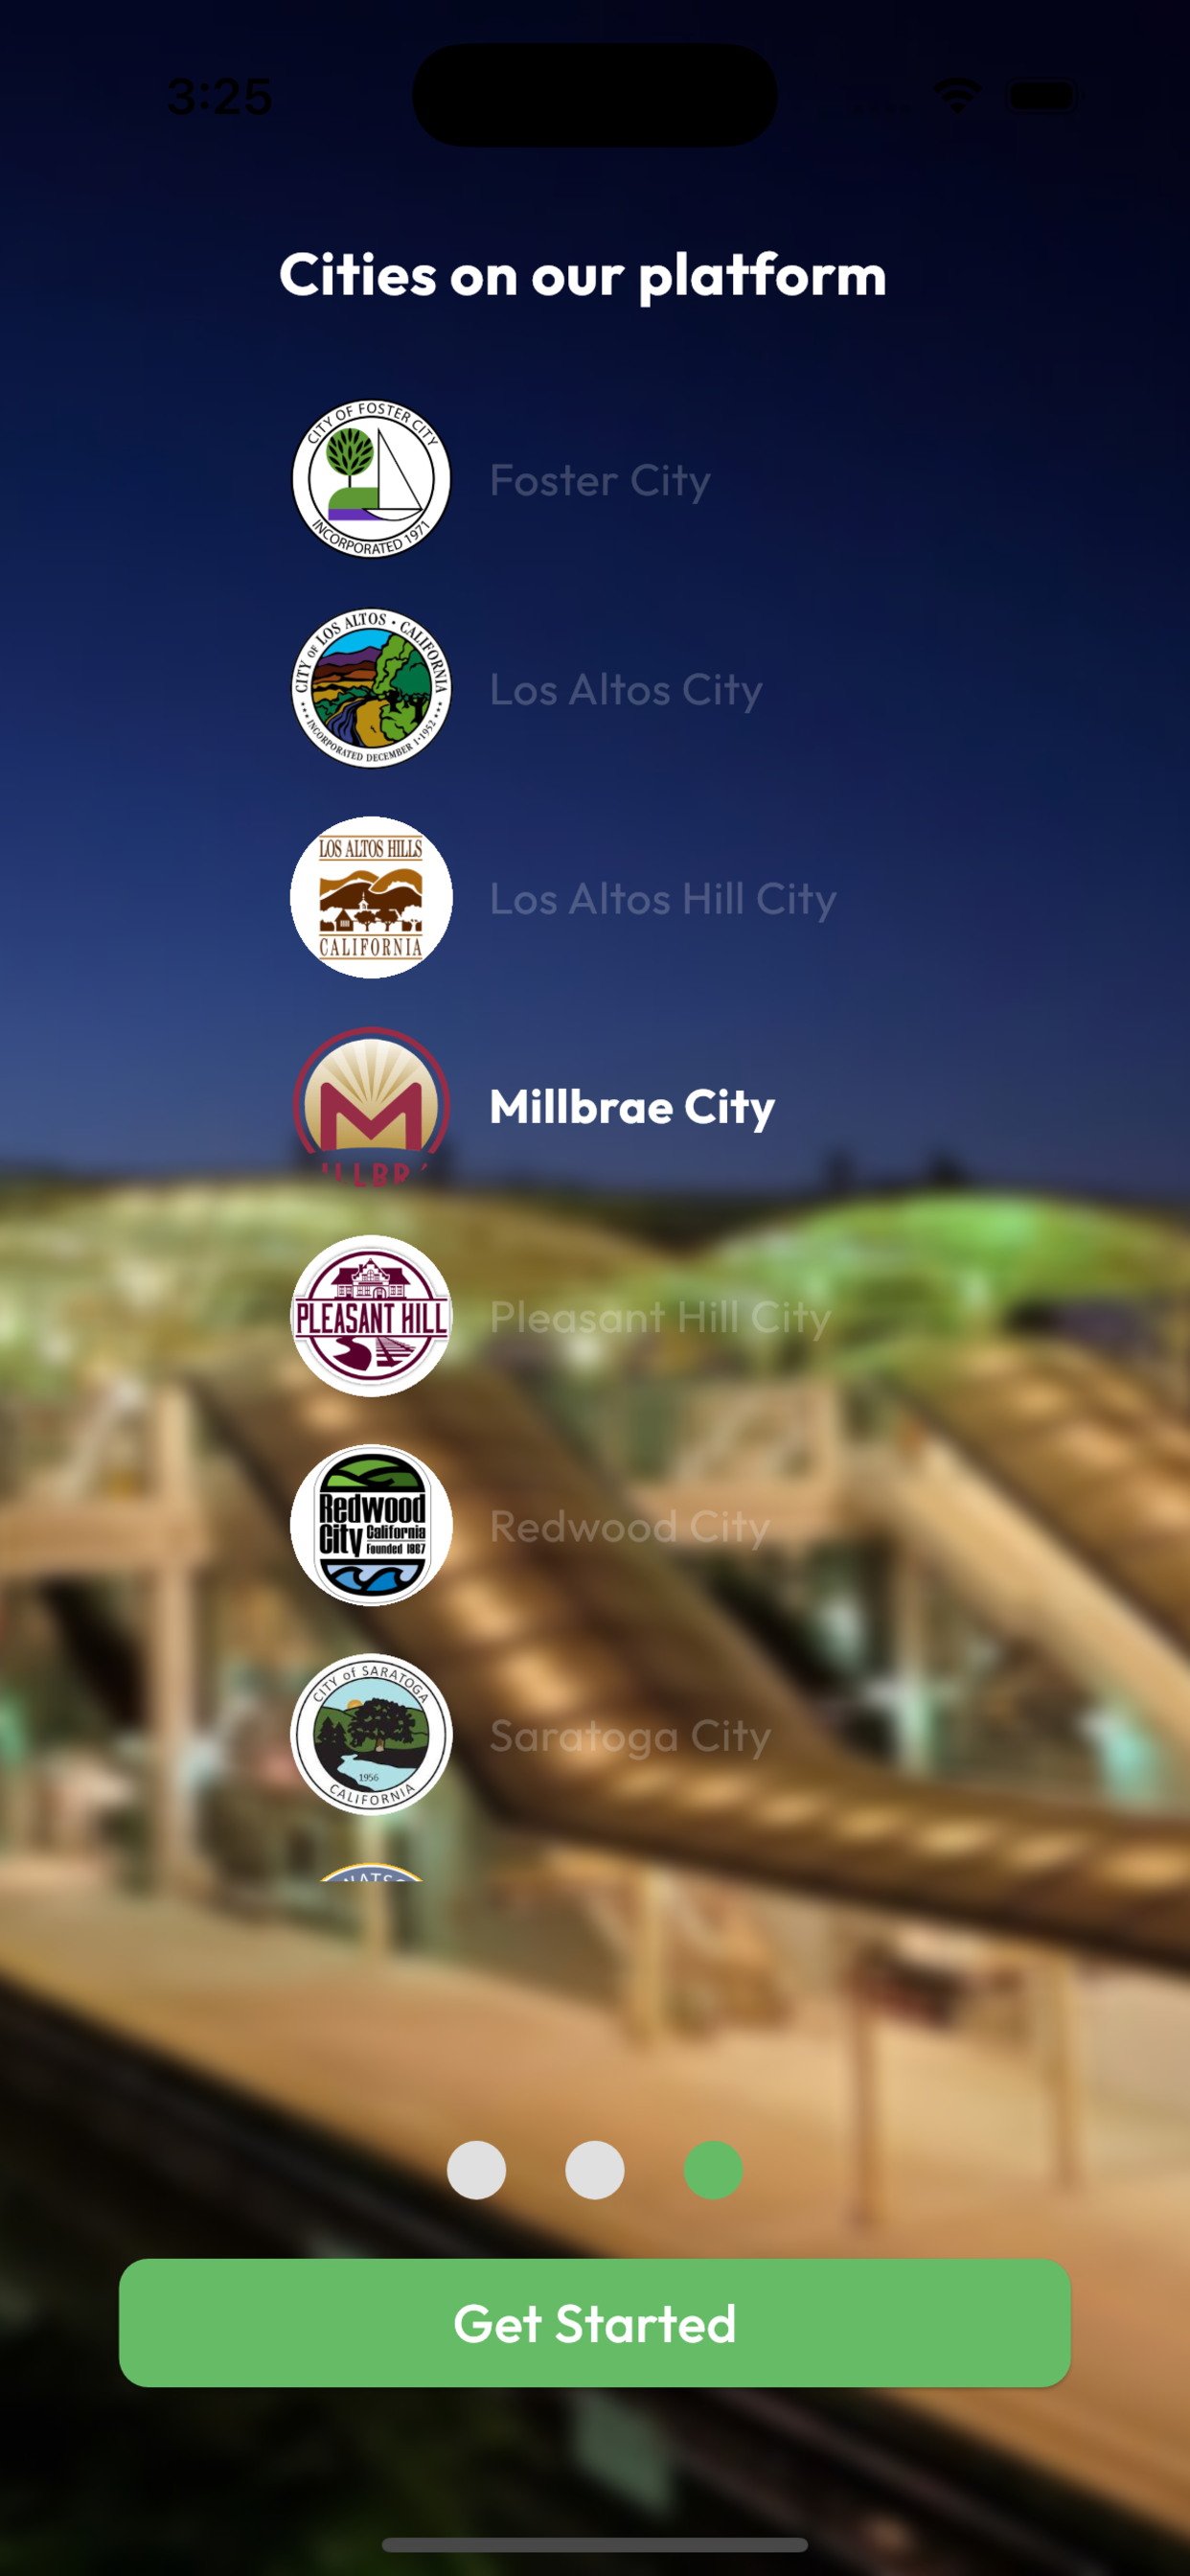 3:25
Cities on our platform
CITY OF FOSTER CITY
INCORPORATED 1971
Foster City
CITY OF LOS ALTOS • CALIFORNIA
*** INCORPORATED DECEMBER 1•1952 ***
Los Altos City
LOS ALTOS HILLS
CALIFORNIA
Los Altos Hill City
M
Millbrae City
PLEASANT HILL
Pleasant Hill City
Redwood
City California
Founded 1867
Redwood City
CITY of SARATOGA
1956
CALIFORNIA
Saratoga City
Get Started